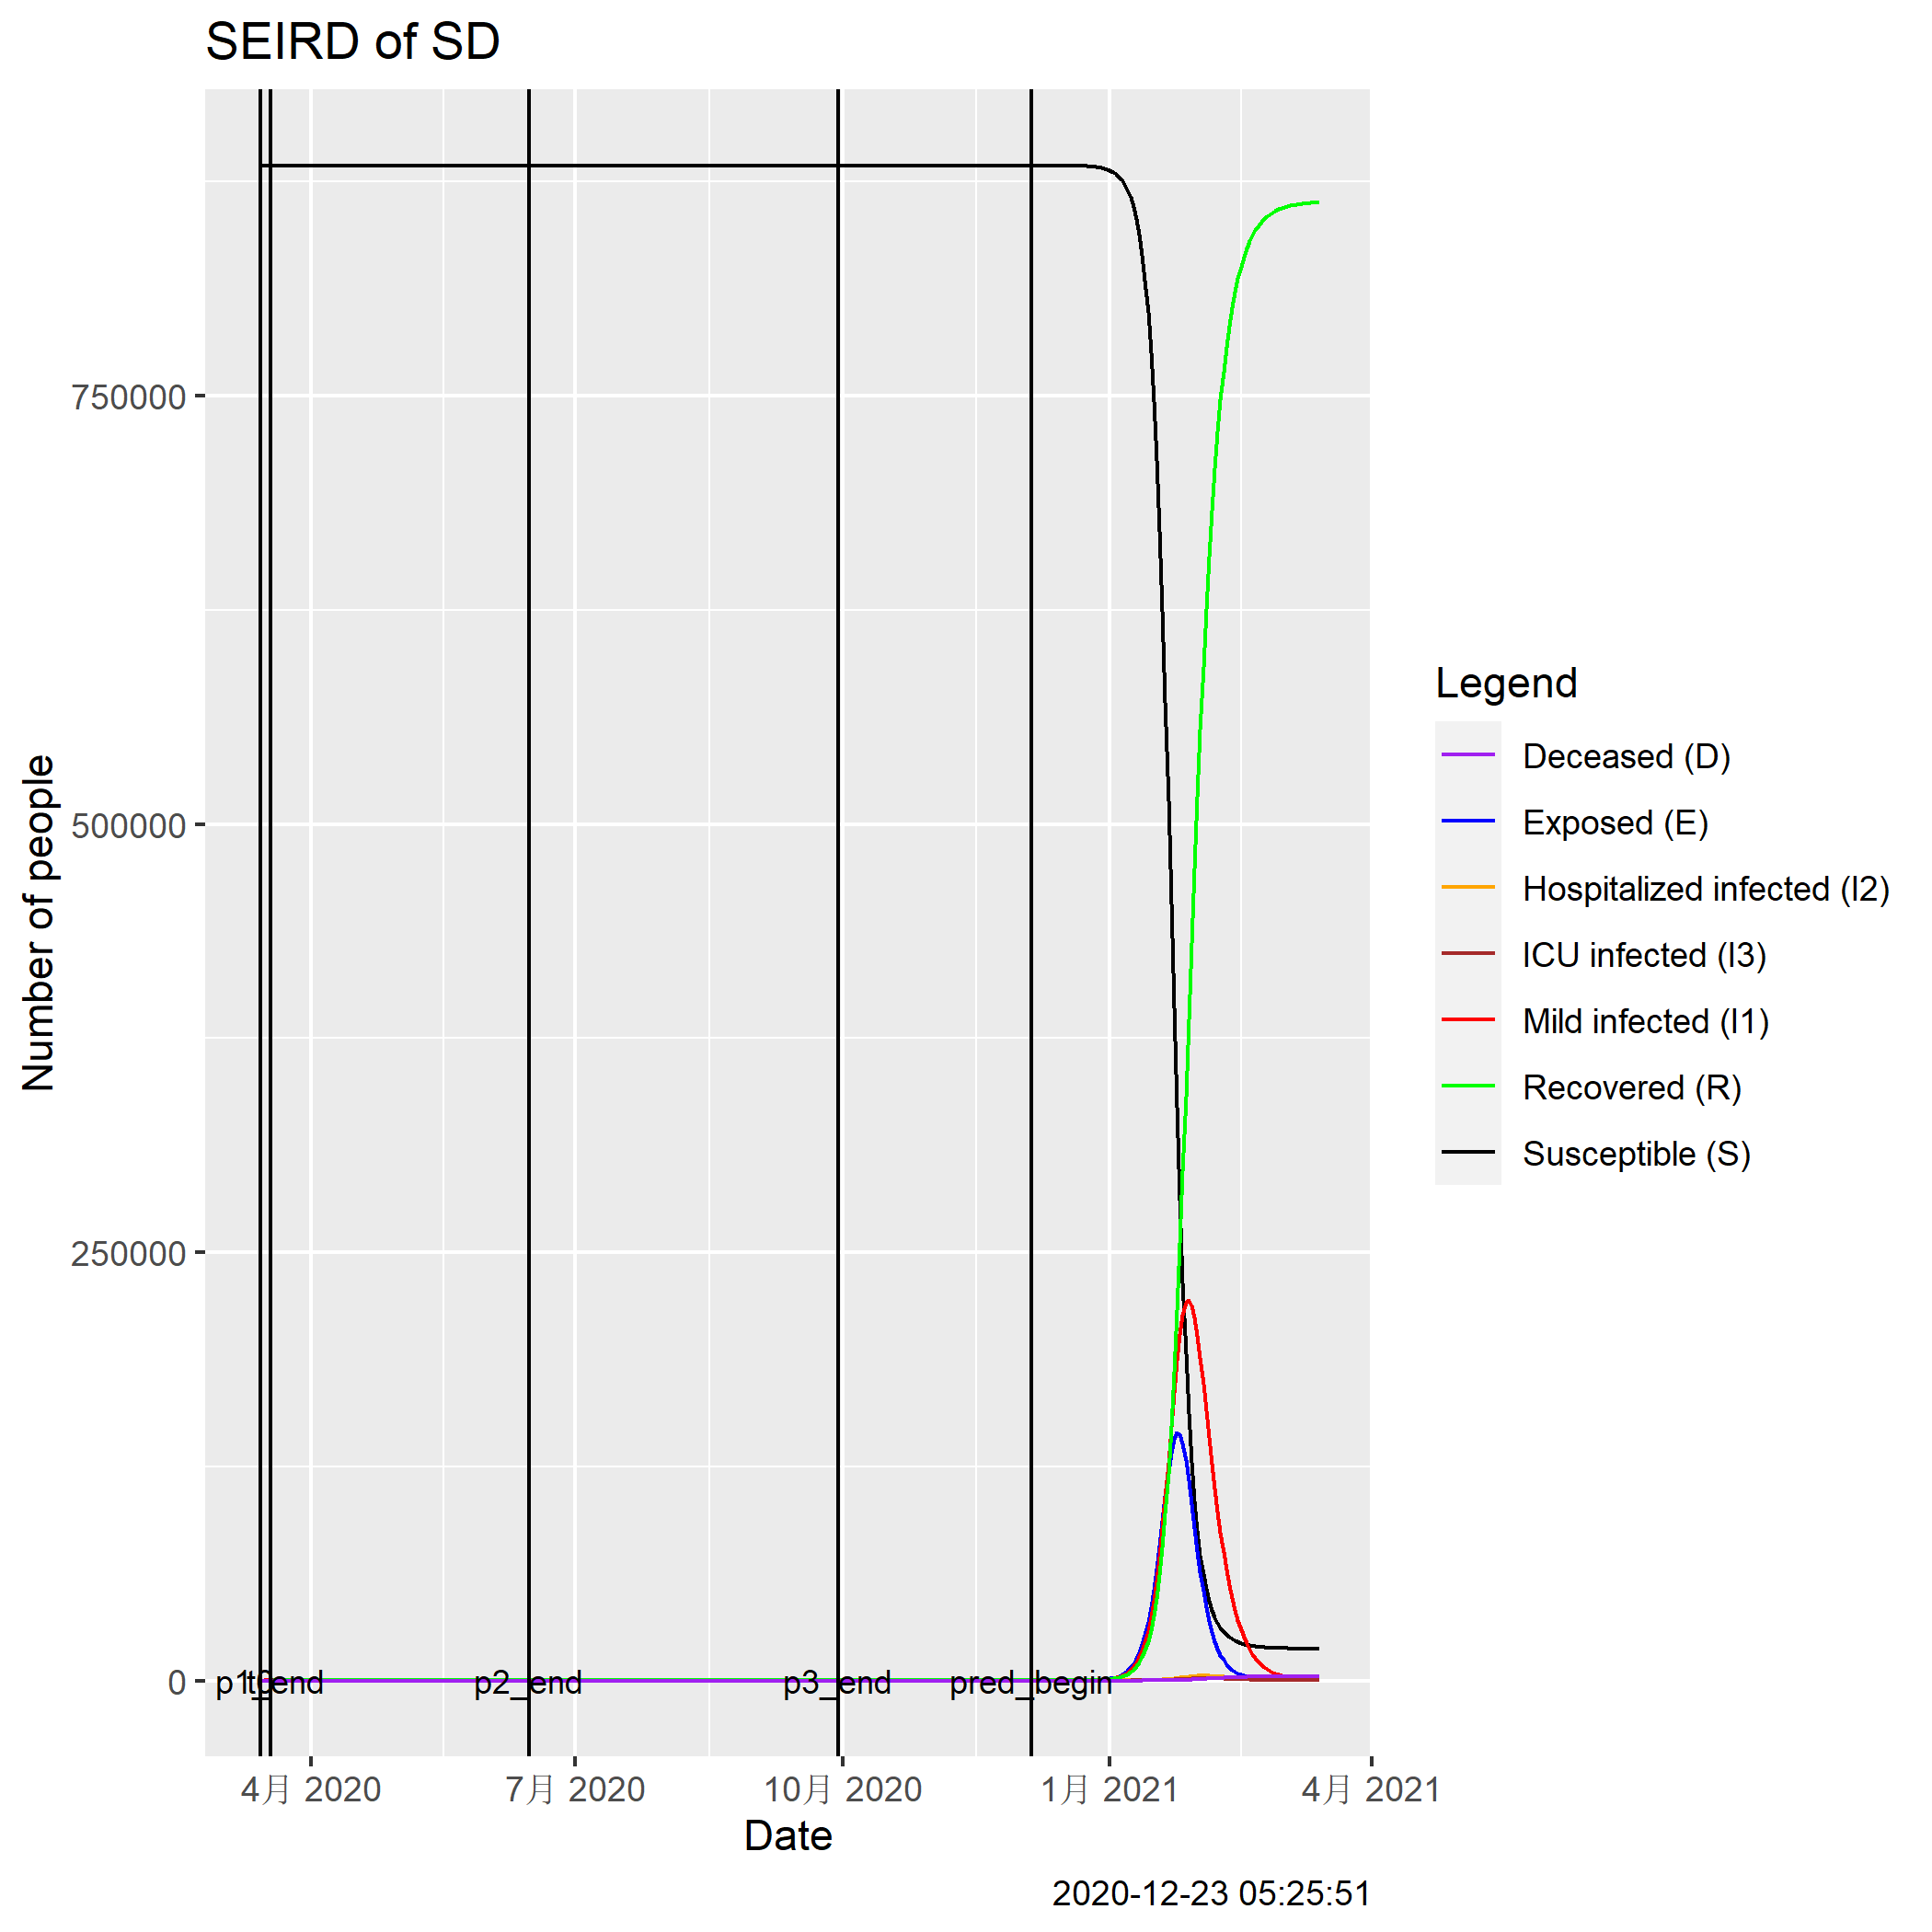 SEIRD of SD
Number of people
750000
500000
250000
0
p1_end
p2_end
p3_end
pred_begin
4月 2020
7月 2020
10月 2020
1月 2021
4月 2021
Date
2020-12-23 05:25:51
Legend
Deceased (D)
Exposed (E)
Hospitalized infected (I2)
ICU infected (I3)
Mild infected (I1)
Recovered (R)
Susceptible (S)